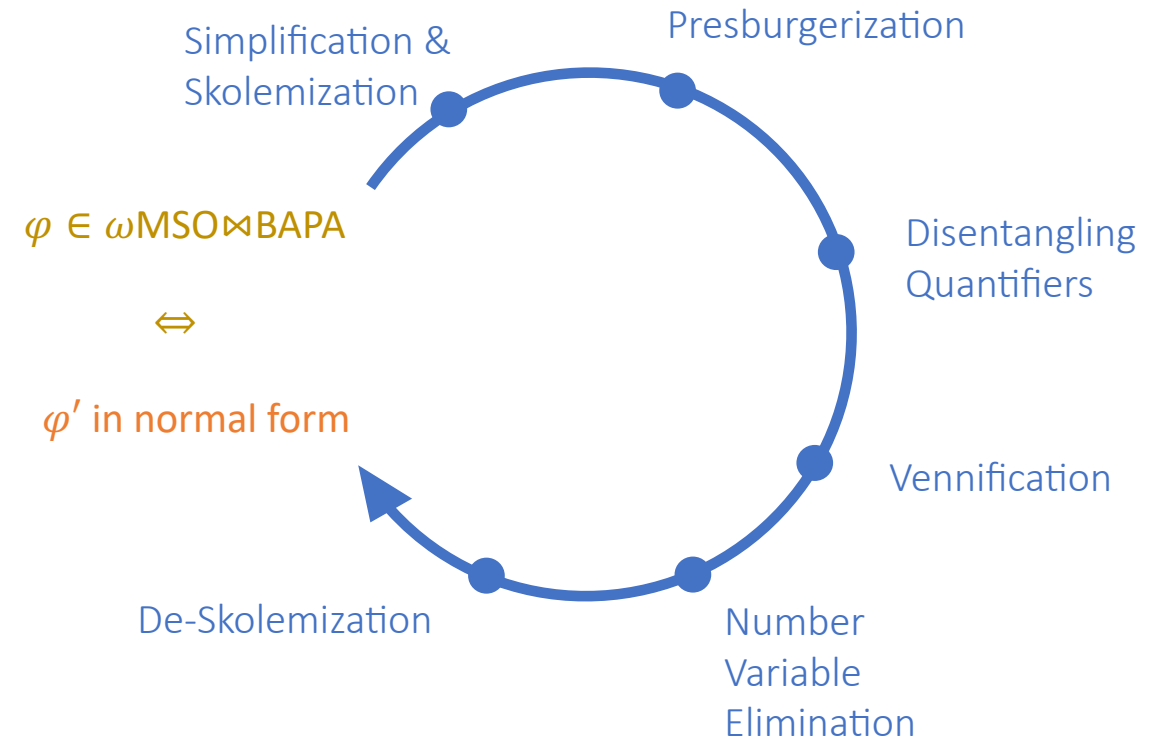 Simplification &
Skolemization
Presburgerization
Disentangling
Quantifiers
Vennification
Number
Variable
Elimination
De-Skolemization
𝜑 ∈ 𝜔MSO⋈BAPA
⇔
𝜑′ in normal form